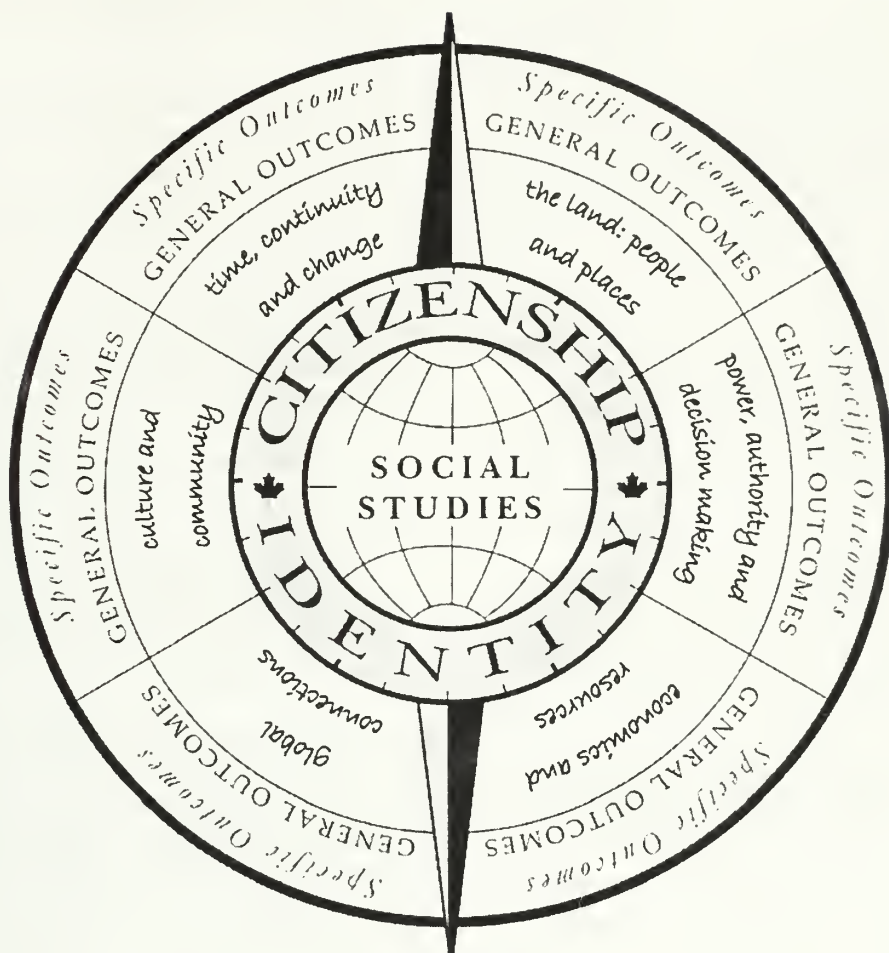 Specific Outcomes
GENERAL OUTCOMES
time, continuity
and change
Specific Outcomes
GENERAL OUTCOMES
the land: people
and places
Specific Outcomes
GENERAL OUTCOMES
power, authority and
decision making
Specific Outcomes
GENERAL OUTCOMES
economics and
resources
Specific Outcomes
GENERAL OUTCOMES
global
connections
Specific Outcomes
GENERAL OUTCOMES
culture and
community
CITIZENSHIP
SOCIAL
STUDIES
IDENTITY